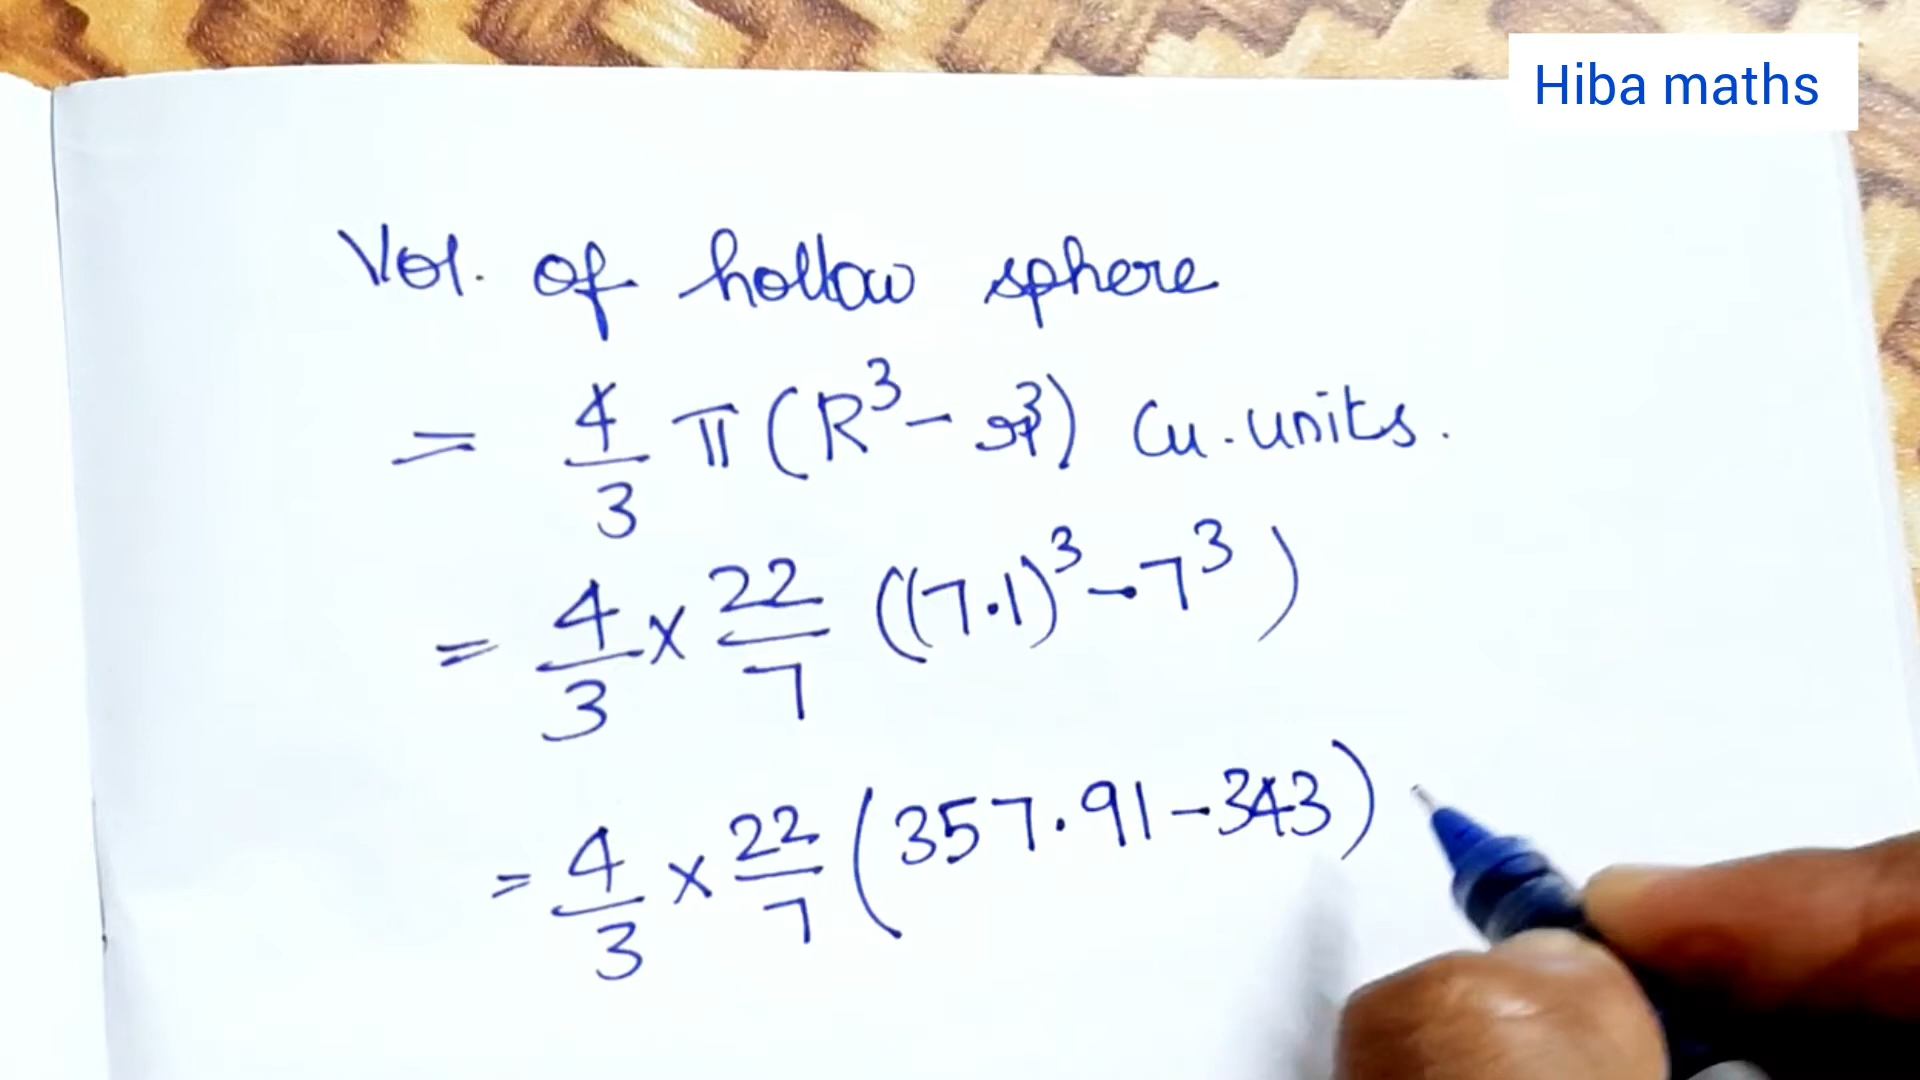 Hiba maths
Vol. of hollow sphere
= 4/3 π (R³ - r³) Cu. units.
= 4/3 × 22/7 ((7.1)³ - 7³)
= 4/3 × 22/7 (357.91 - 343)